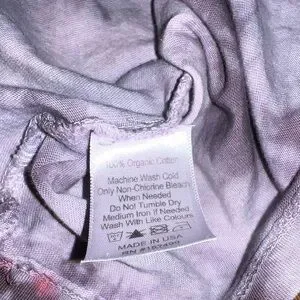 100% Organic Cotton
Machine Wash Cold
Only Non-Chlorine Bleach
When Needed
Do Not Tumble Dry
Medium Iron if Needed
Wash With Like Colours
MADE IN USA